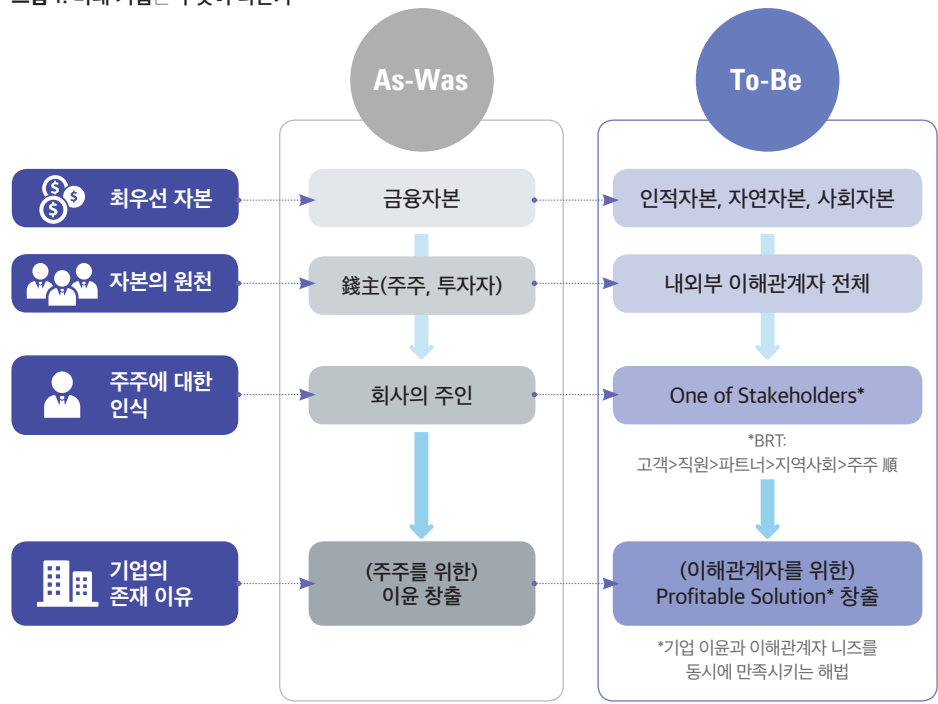 As-Was
To-Be
최우선 자본
금융자본
인적자본, 자연자본, 사회자본
자본의 원천
錢主(주주, 투자자)
내외부 이해관계자 전체
주주에 대한
인식
회사의 주인
One of Stakeholders*
*BRT:
고객>직원>파트너>지역사회>주주 順
기업의
존재 이유
(주주를 위한)
이윤 창출
(이해관계자를 위한)
Profitable Solution* 창출
*기업 이윤과 이해관계자 니즈를
동시에 만족시키는 해법